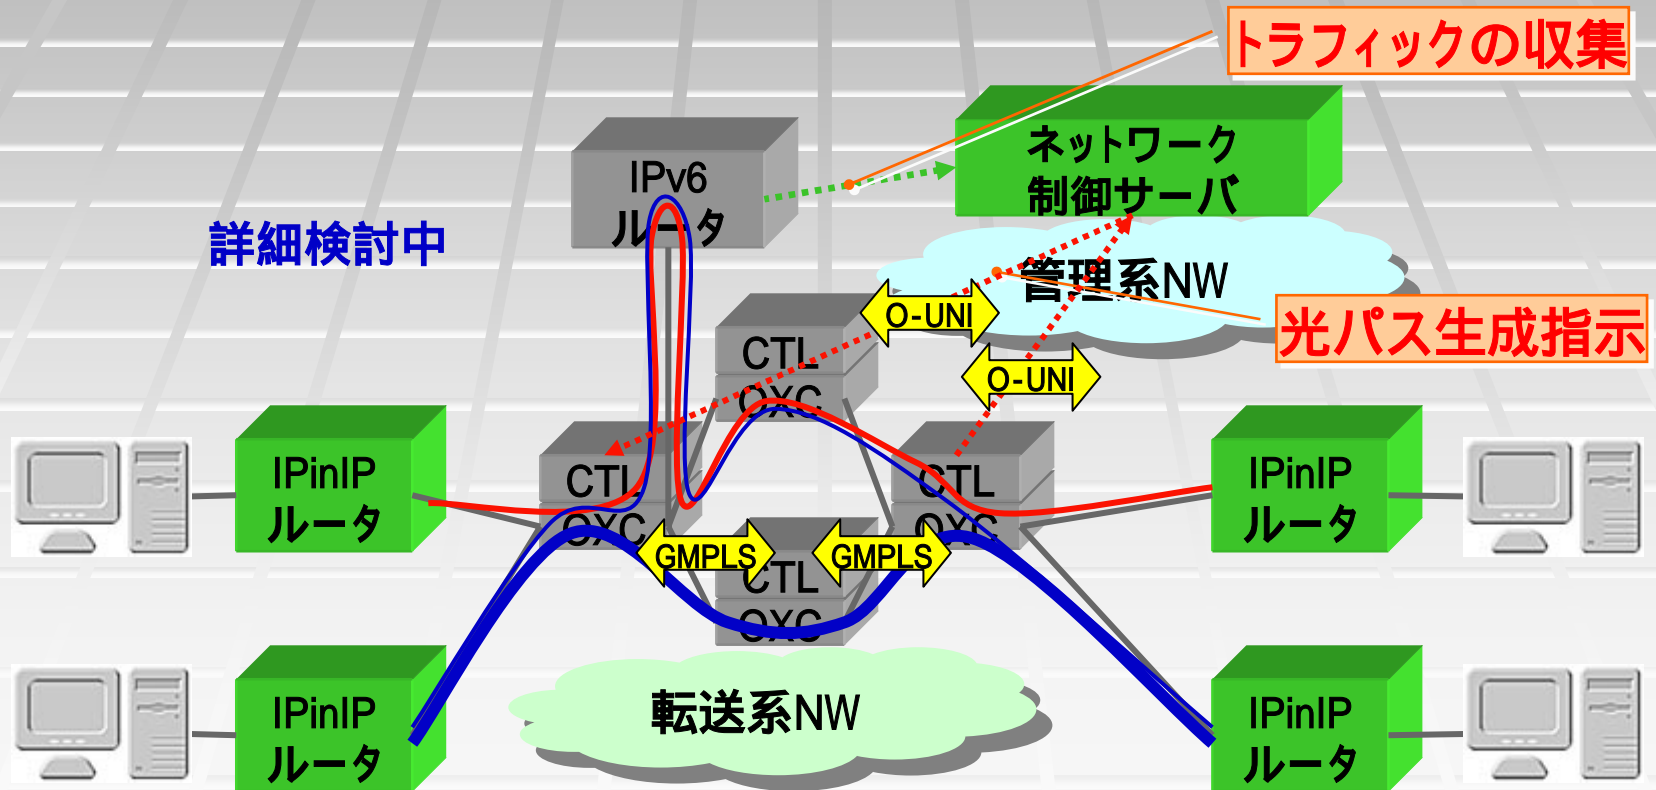 トラフィックの収集
ネットワーク
制御サーバ
IPv6
ルータ
詳細検討中
管理系NW
O-UNI
光パス生成指示
CTL
OXC
O-UNI
IPinIP
ルータ
CTL
OXC
CTL
OXC
IPinIP
ルータ
GMPLS
GMPLS
CTL
OXC
転送系NW
IPinIP
ルータ
IPinIP
ルータ